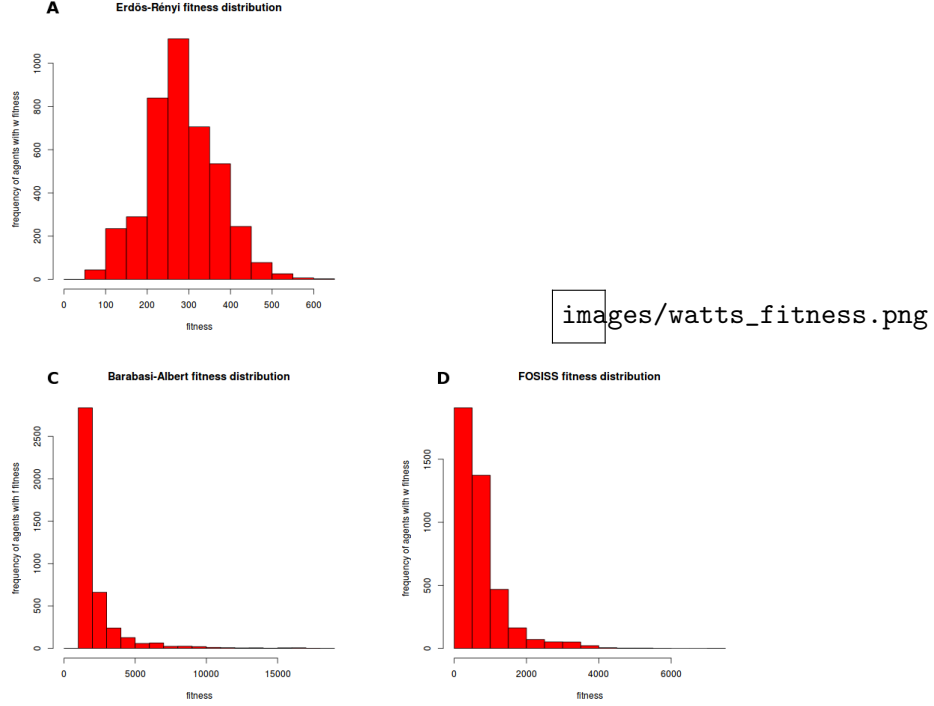 A
Erdős-Rényi fitness distribution
frequency of agents with w fitness
0 200 400 600 800 1000
0 100 200 300 400 500 600
fitness
images/watts_fitness.png
C
Barabasi-Albert fitness distribution
frequency of agents with f fitness
0 500 1000 1500 2000 2500
0 5000 10000 15000
fitness
D
FOSISS fitness distribution
frequency of agents with w fitness
0 500 1000 1500
0 2000 4000 6000
fitness